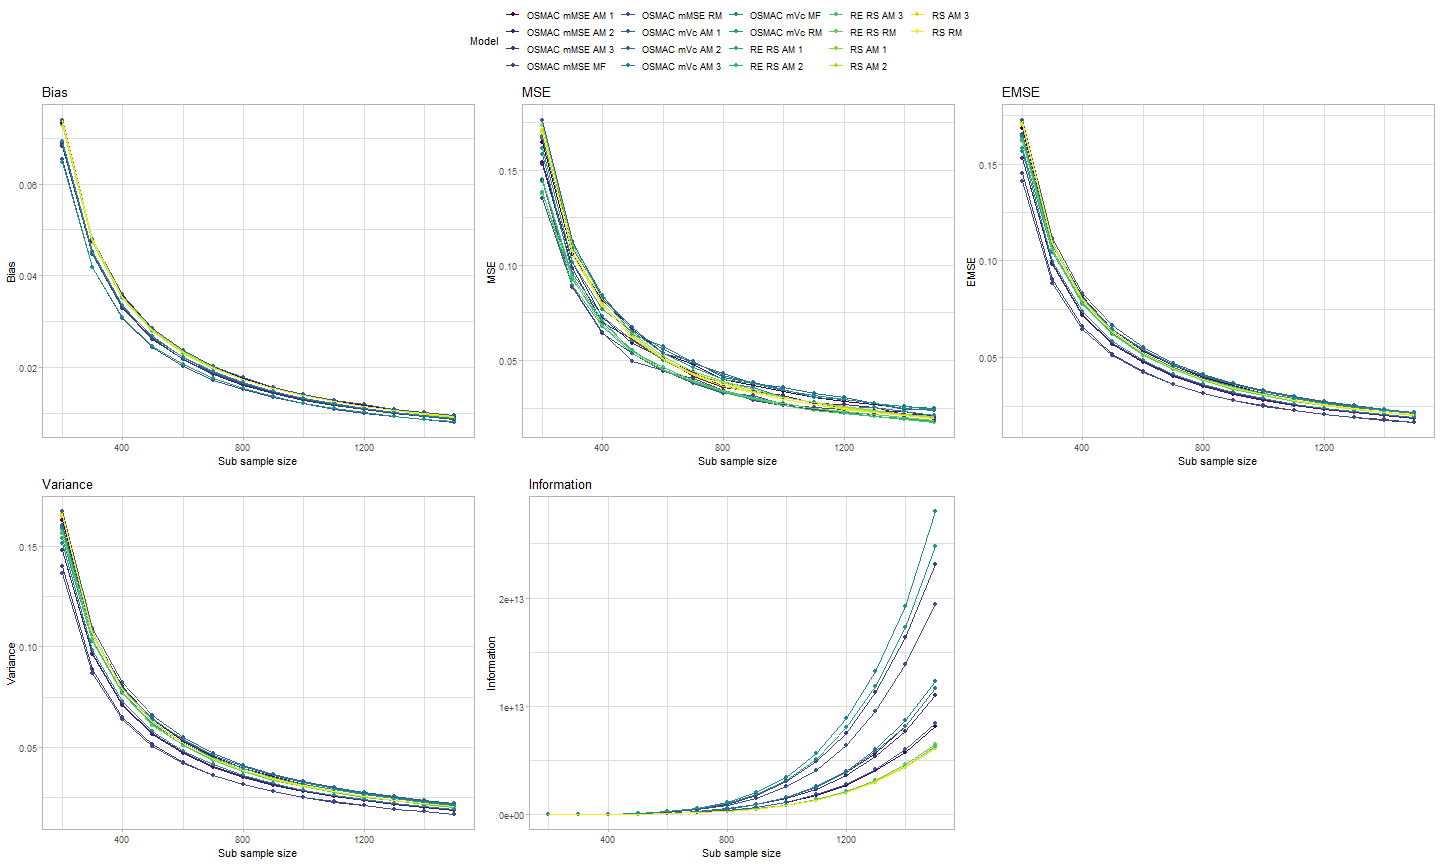 Model
OSMAC mMSE AM 1
OSMAC mMSE AM 2
OSMAC mMSE AM 3
OSMAC mMSE MF
OSMAC mMSE RM
OSMAC mVc AM 1
OSMAC mVc AM 2
OSMAC mVc AM 3
OSMAC mVc MF
OSMAC mVc RM
RE RS AM 1
RE RS AM 2
RE RS AM 3
RE RS RM
RS AM 1
RS AM 2
RS AM 3
RS RM
Bias
Bias
0.06
0.04
0.02
400 800 1200
Sub sample size
MSE
MSE
0.15
0.10
0.05
400 800 1200
Sub sample size
EMSE
EMSE
0.15
0.10
0.05
400 800 1200
Sub sample size
Variance
Variance
0.15
0.10
0.05
400 800 1200
Sub sample size
Information
Information
2e+13
1e+13
0e+00
400 800 1200
Sub sample size